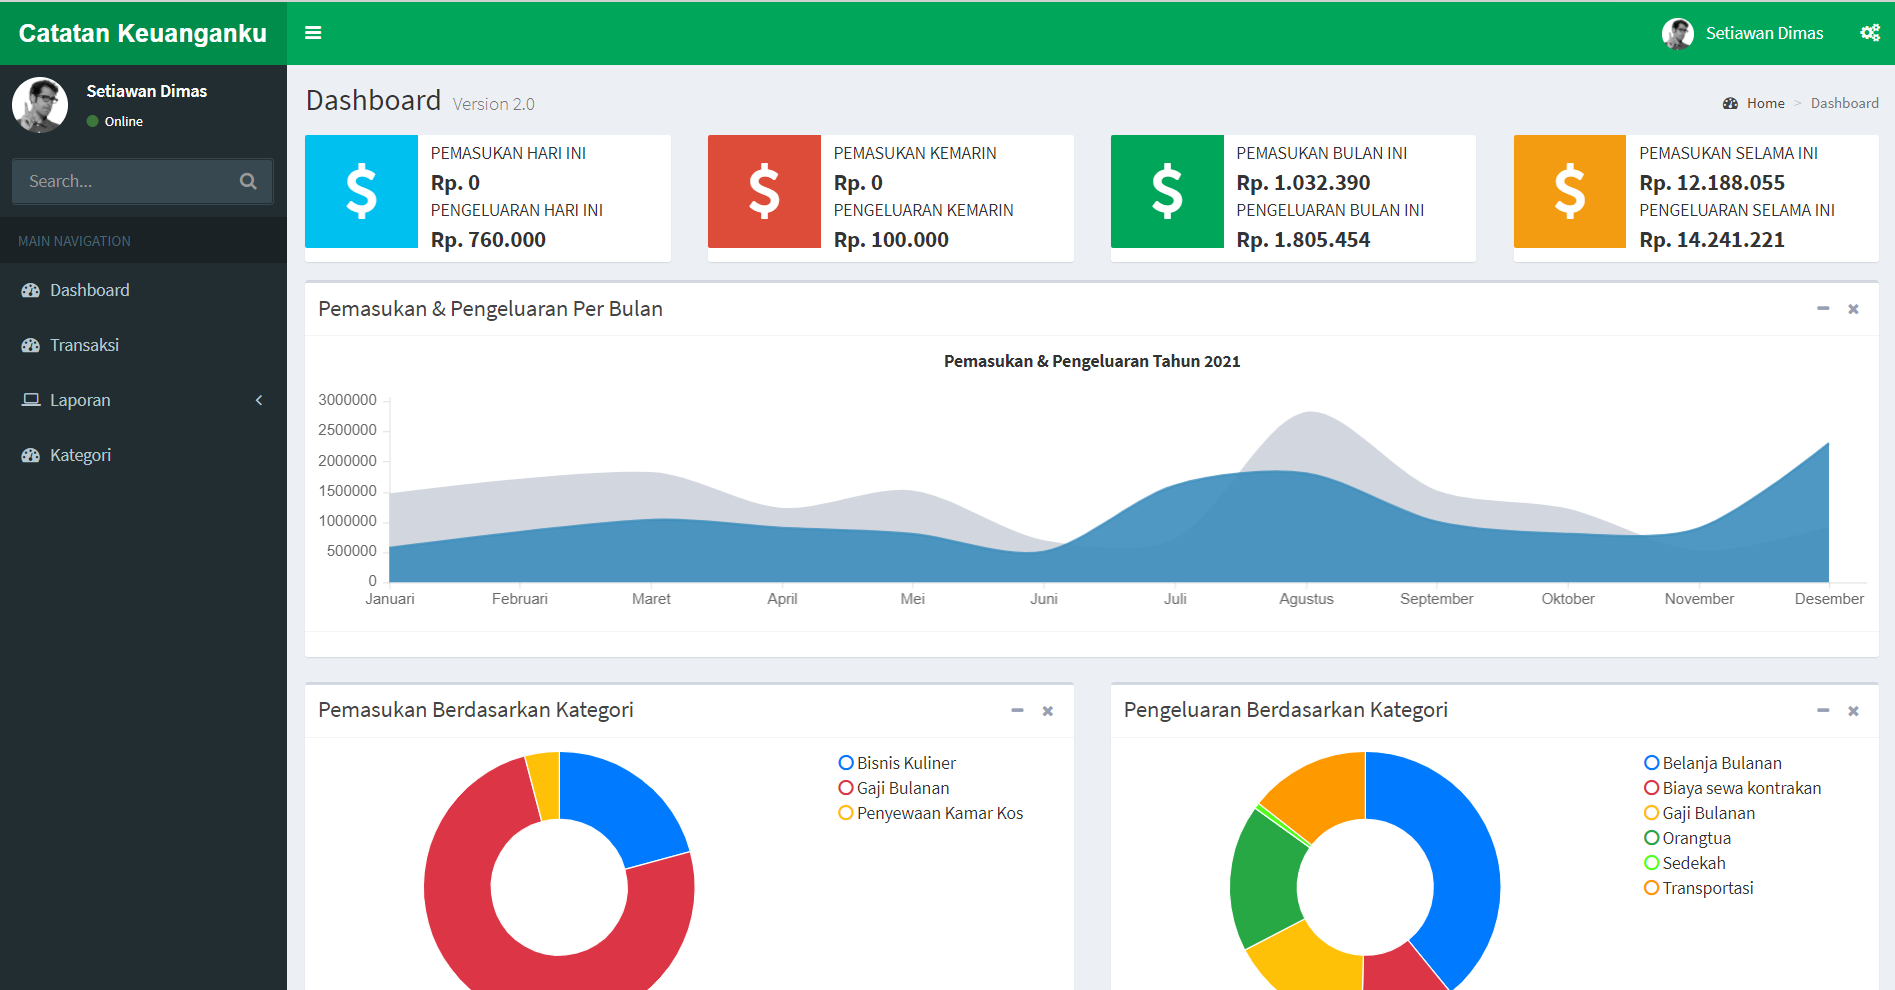 Catatan Keuanganku
Setiawan Dimas
Setiawan Dimas
Online
Search...
MAIN NAVIGATION
Dashboard
Transaksi
Laporan
Kategori
Dashboard Version 2.0
Home > Dashboard
PEMASUKAN HARI INI
Rp. 0
PENGELUARAN HARI INI
Rp. 760.000
PEMASUKAN KEMARIN
Rp. 0
PENGELUARAN KEMARIN
Rp. 100.000
PEMASUKAN BULAN INI
Rp. 1.032.390
PENGELUARAN BULAN INI
Rp. 1.805.454
PEMASUKAN SELAMA INI
Rp. 12.188.055
PENGELUARAN SELAMA INI
Rp. 14.241.221
Pemasukan & Pengeluaran Per Bulan
Pemasukan & Pengeluaran Tahun 2021
3000000
2500000
2000000
1500000
1000000
500000
0
Januari Februari Maret April Mei Juni Juli Agustus September Oktober November Desember
Pemasukan Berdasarkan Kategori
Bisnis Kuliner
Gaji Bulanan
Penyewaan Kamar Kos
Pengeluaran Berdasarkan Kategori
Belanja Bulanan
Biaya sewa kontrakan
Gaji Bulanan
Orangtua
Sedekah
Transportasi